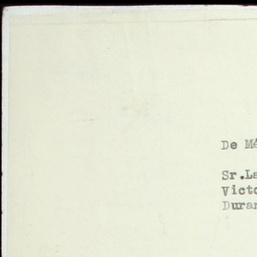 De Mé
Sr.La
Victo
Duran